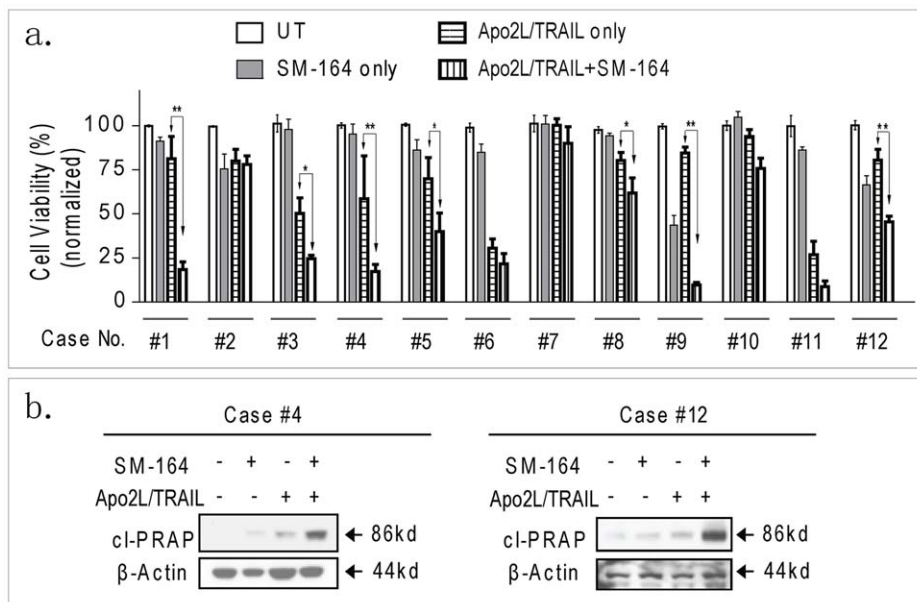 a.
UT Apo2L/TRAIL only
SM-164 only Apo2L/TRAIL+SM-164
Cell Viability (%)
(normalized)
100
75
50
25
0
** * ** * * ** **
Case No. #1 #2 #3 #4 #5 #6 #7 #8 #9 #10 #11 #12
b.
Case #4 Case #12
SM-164 - + - + SM-164 - + - +
Apo2L/TRAIL - - + + Apo2L/TRAIL - - + +
cl-PRAP 86kd cl-PRAP 86kd
β-Actin 44kd β-Actin 44kd